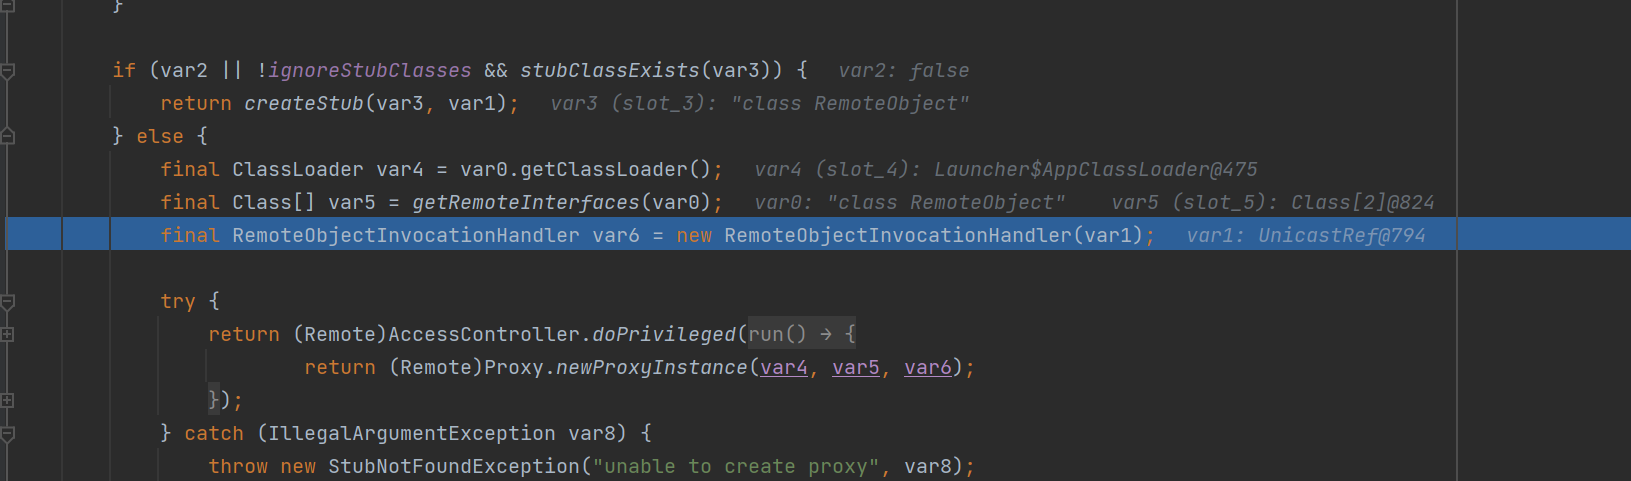 }
if (var2 || !ignoreStubClasses && stubClassExists(var3)) {   var2: false
return createStub(var3, var1);   var3 (slot_3): "class RemoteObject"
} else {
final ClassLoader var4 = var0.getClassLoader();   var4 (slot_4): Launcher$AppClassLoader@475
final Class[] var5 = getRemoteInterfaces(var0);   var0: "class RemoteObject"   var5 (slot_5): Class[2]@824
final RemoteObjectInvocationHandler var6 = new RemoteObjectInvocationHandler(var1);   var1: UnicastRef@794
try {
return (Remote)AccessController.doPrivileged(run() → {
return (Remote)Proxy.newProxyInstance(var4, var5, var6);
});
} catch (IllegalArgumentException var8) {
throw new StubNotFoundException("unable to create proxy", var8);